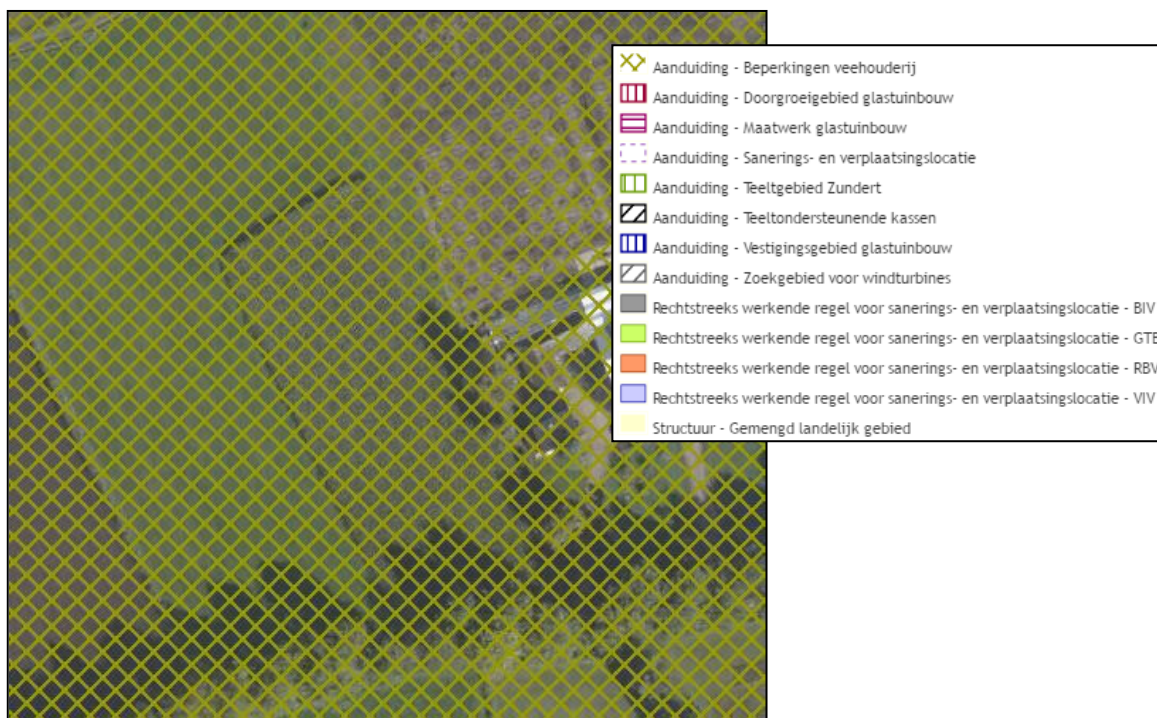 Aanduiding - Beperkingen veehouderij
Aanduiding - Doorgroeigebied glastuinbouw
Aanduiding - Maatwerk glastuinbouw
Aanduiding - Sanerings- en verplaatsingslocatie
Aanduiding - Teeltgebied Zundert
Aanduiding - Teeltondersteunende kassen
Aanduiding - Vestigingsgebied glastuinbouw
Aanduiding - Zoekgebied voor windturbines
Rechtstreeks werkende regel voor sanerings- en verplaatsingslocatie - BIV
Rechtstreeks werkende regel voor sanerings- en verplaatsingslocatie - GTB
Rechtstreeks werkende regel voor sanerings- en verplaatsingslocatie - RBV
Rechtstreeks werkende regel voor sanerings- en verplaatsingslocatie - VIV
Structuur - Gemengd landelijk gebied